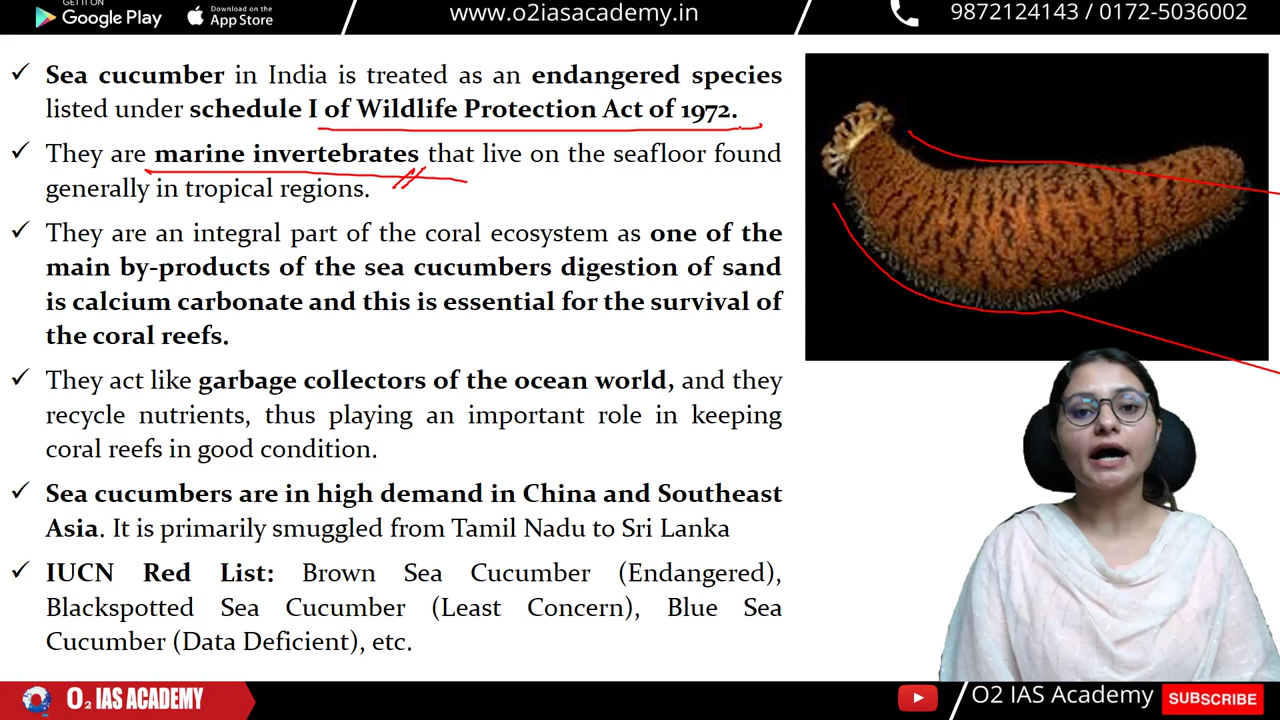 GET IT ON
Google Play
Download on the
App Store
www.o2iasacademy.in
9872124143 / 0172-5036002
✓ Sea cucumber in India is treated as an endangered species
listed under schedule I of Wildlife Protection Act of 1972.
✓ They are marine invertebrates that live on the seafloor found
generally in tropical regions.
✓ They are an integral part of the coral ecosystem as one of the
main by-products of the sea cucumbers digestion of sand
is calcium carbonate and this is essential for the survival of
the coral reefs.
✓ They act like garbage collectors of the ocean world, and they
recycle nutrients, thus playing an important role in keeping
coral reefs in good condition.
✓ Sea cucumbers are in high demand in China and Southeast
Asia. It is primarily smuggled from Tamil Nadu to Sri Lanka
✓ IUCN Red List: Brown Sea Cucumber (Endangered),
Blackspotted Sea Cucumber (Least Concern), Blue Sea
Cucumber (Data Deficient), etc.
O₂ IAS ACADEMY
O2 IAS Academy
SUBSCRIBE